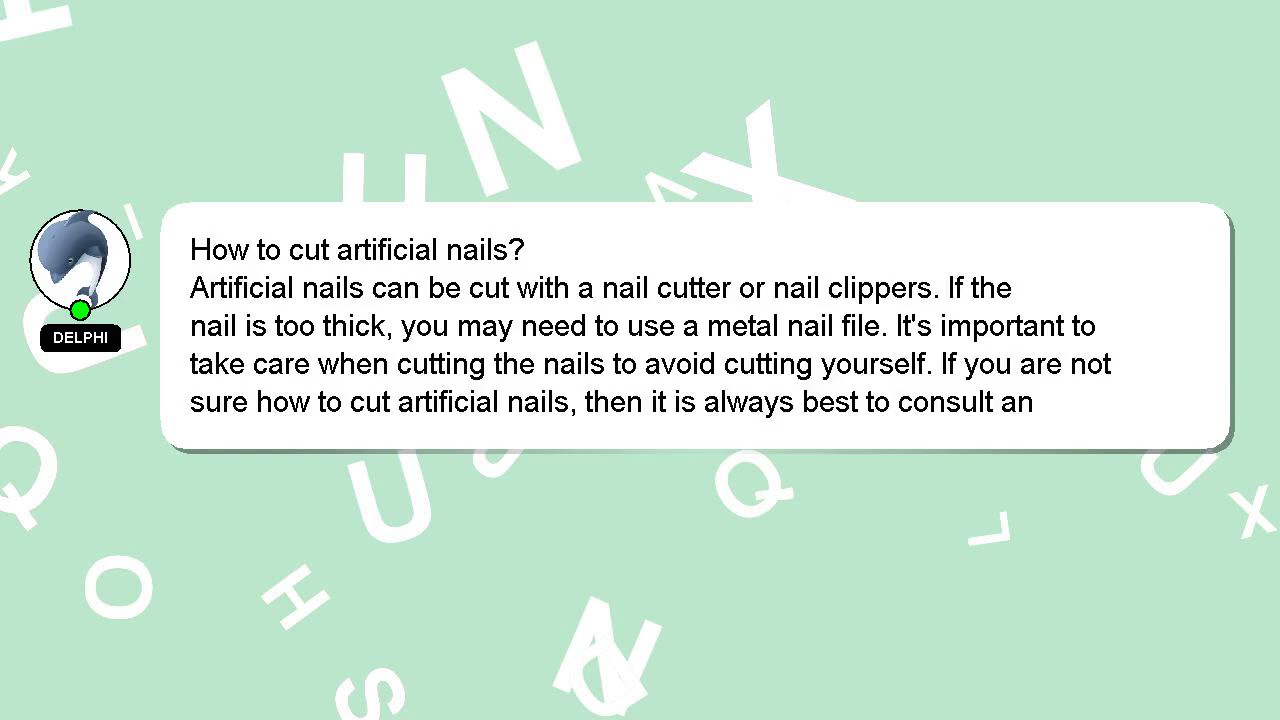 How to cut artificial nails?
Artificial nails can be cut with a nail cutter or nail clippers. If the
nail is too thick, you may need to use a metal nail file. It's important to
take care when cutting the nails to avoid cutting yourself. If you are not
sure how to cut artificial nails, then it is always best to consult an
DELPHI